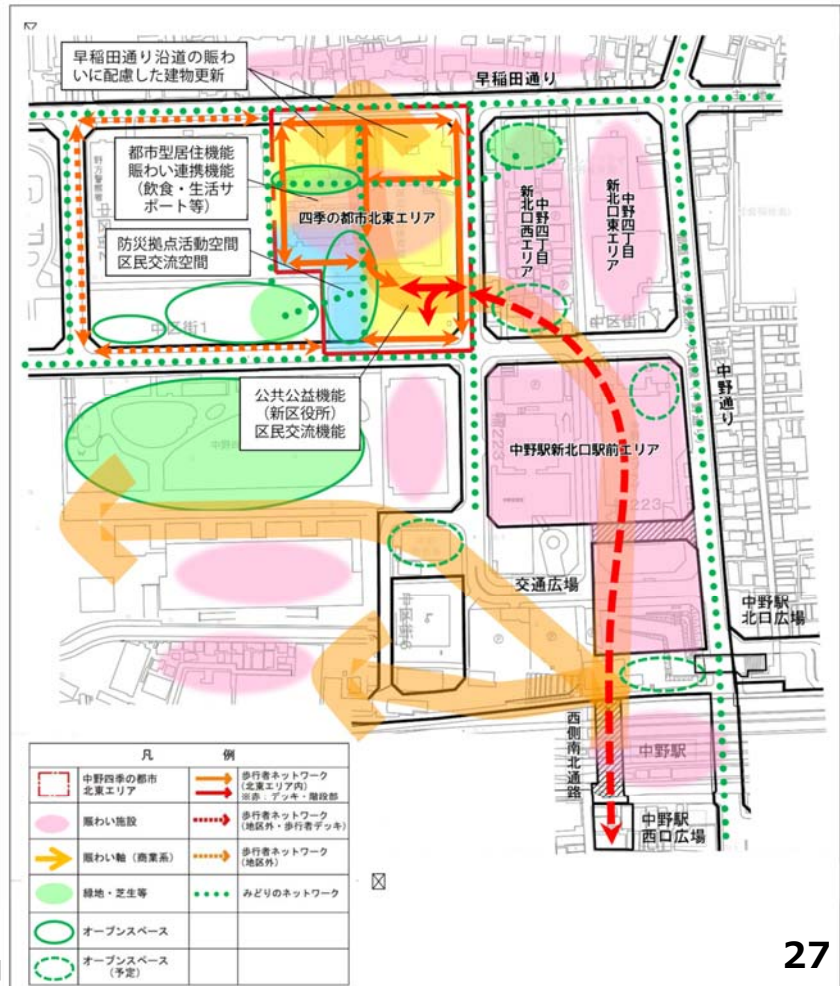 早稲田通り沿道の賑わ
いに配慮した建物更新
早稲田通り
都市型居住機能
賑わい連携機能
(飲食・生活サ
ポート等)
防災拠点活動空間
区民交流空間
四季の都市北東エリア
中野四丁目
新北口西エリア
中野四丁目
新北口東エリア
中野通り
中区街1
公共公益機能
(新区役所)
区民交流機能
中野駅新北口駅前エリア
補223
交通広場
中野駅
北口広場
西側南北通路
中野駅
中野駅
西口広場
凡 例
中野四季の都市
北東エリア
歩行者ネットワーク
(北東エリア内)
※赤:デッキ・階段部
賑わい施設
歩行者ネットワーク
(地区外・歩行者デッキ)
賑わい軸(商業系)
歩行者ネットワーク
(地区外)
緑地・芝生等
みどりのネットワーク
オープンスペース
オープンスペース
(予定)
27